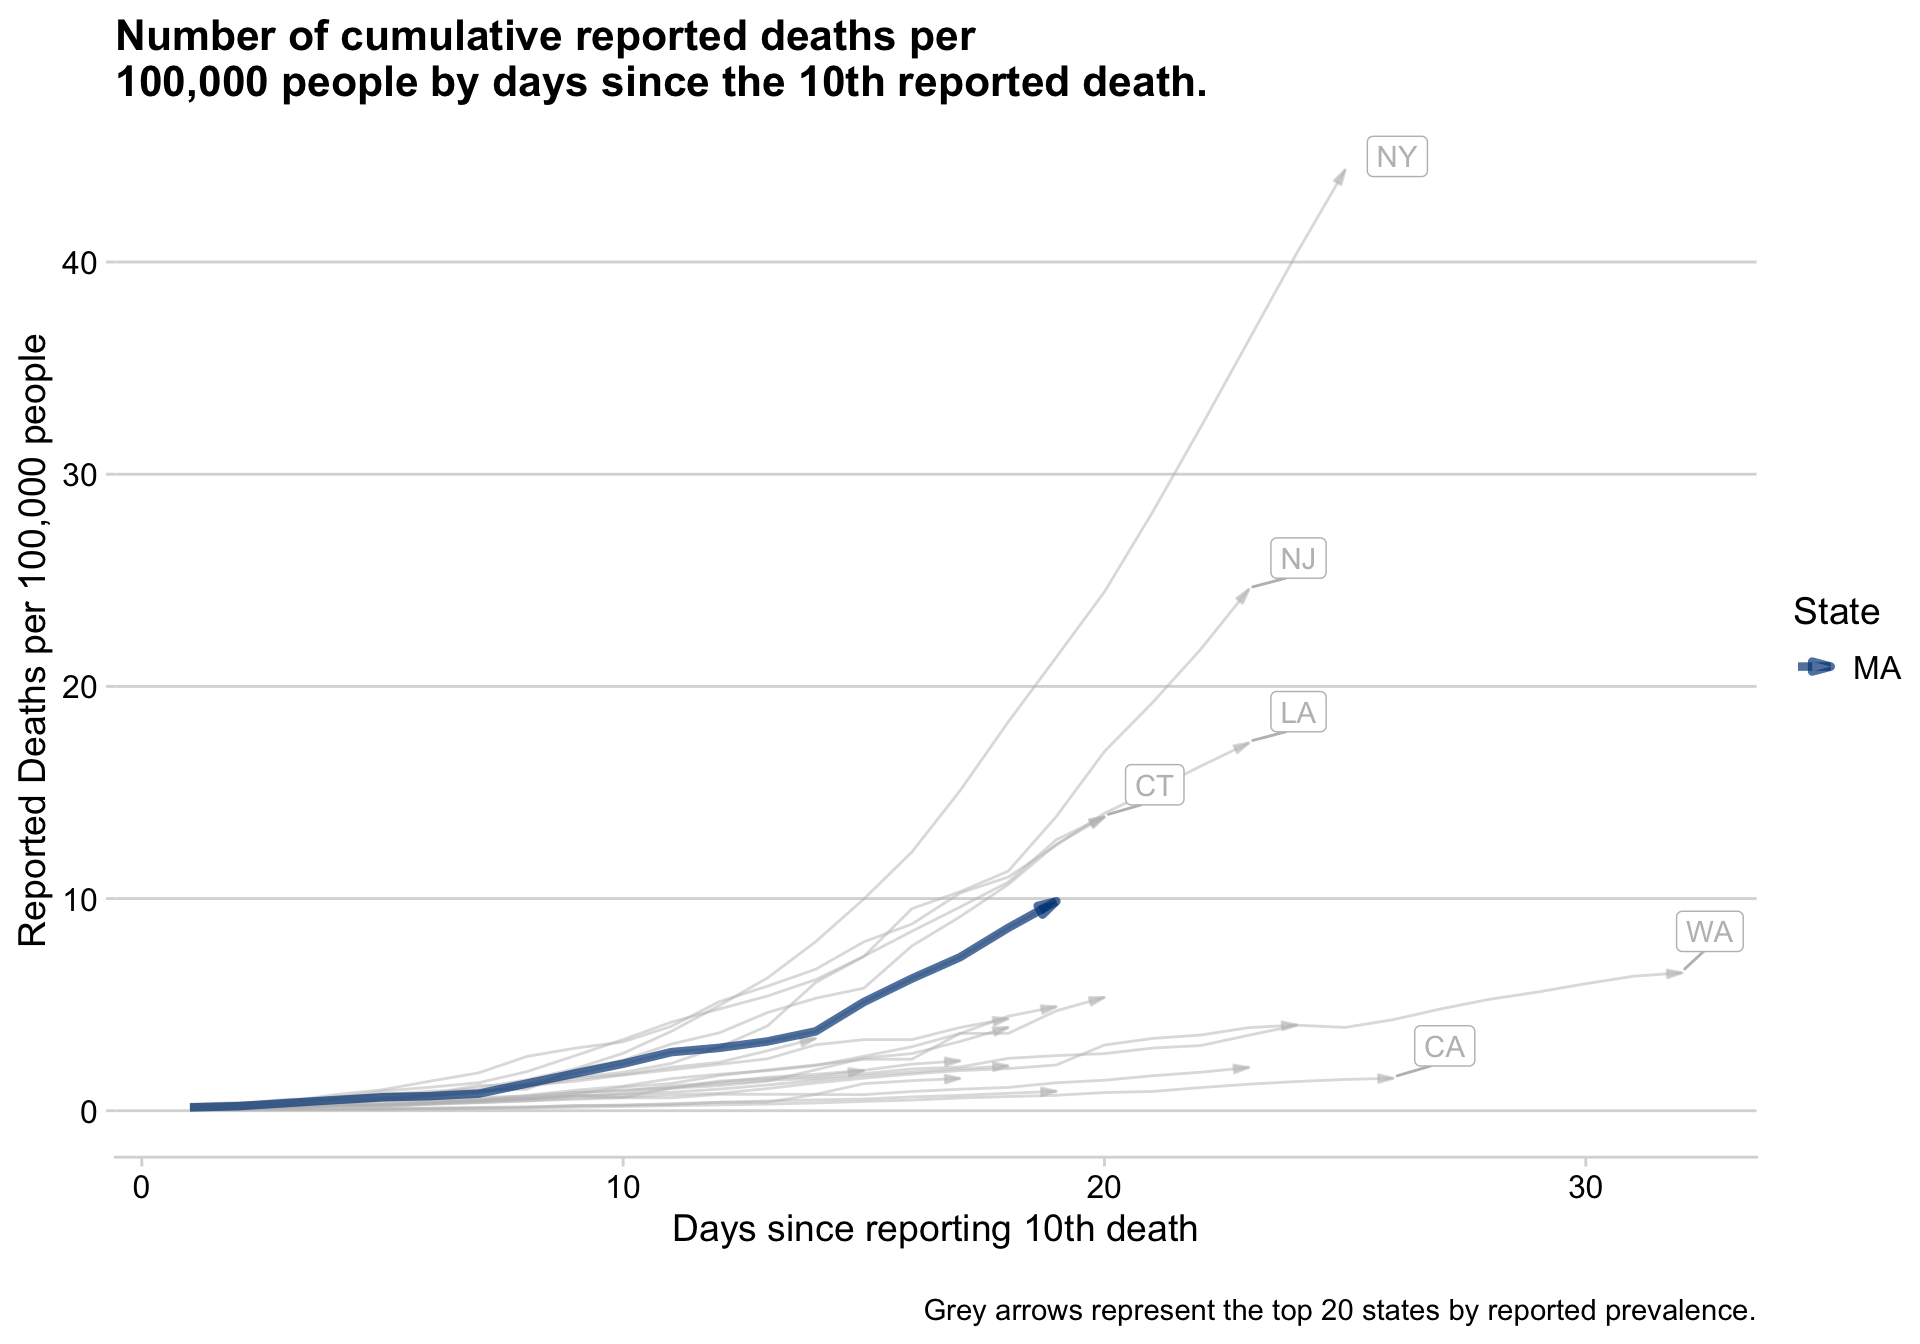 Number of cumulative reported deaths per
100,000 people by days since the 10th reported death.
NY
40
Reported Deaths per 100,000 people
30
NJ
State
MA
20
LA
CT
10
WA
CA
0
0 10 20 30
Days since reporting 10th death
Grey arrows represent the top 20 states by reported prevalence.